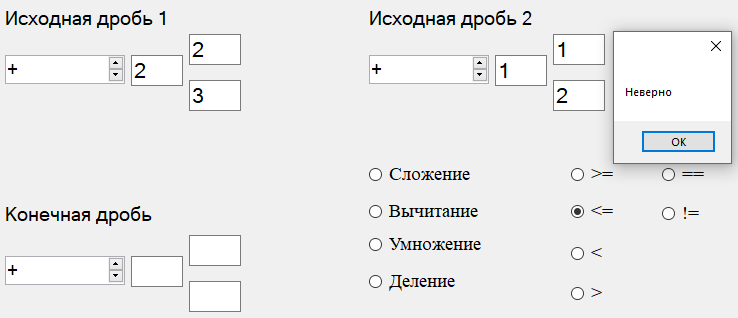 Исходная дробь 1
+
2
2
3
Исходная дробь 2
+
1
1
2
Неверно
OK
Сложение
Вычитание
Умножение
Деление
>=
<=
<
>
==
!=
Конечная дробь
+